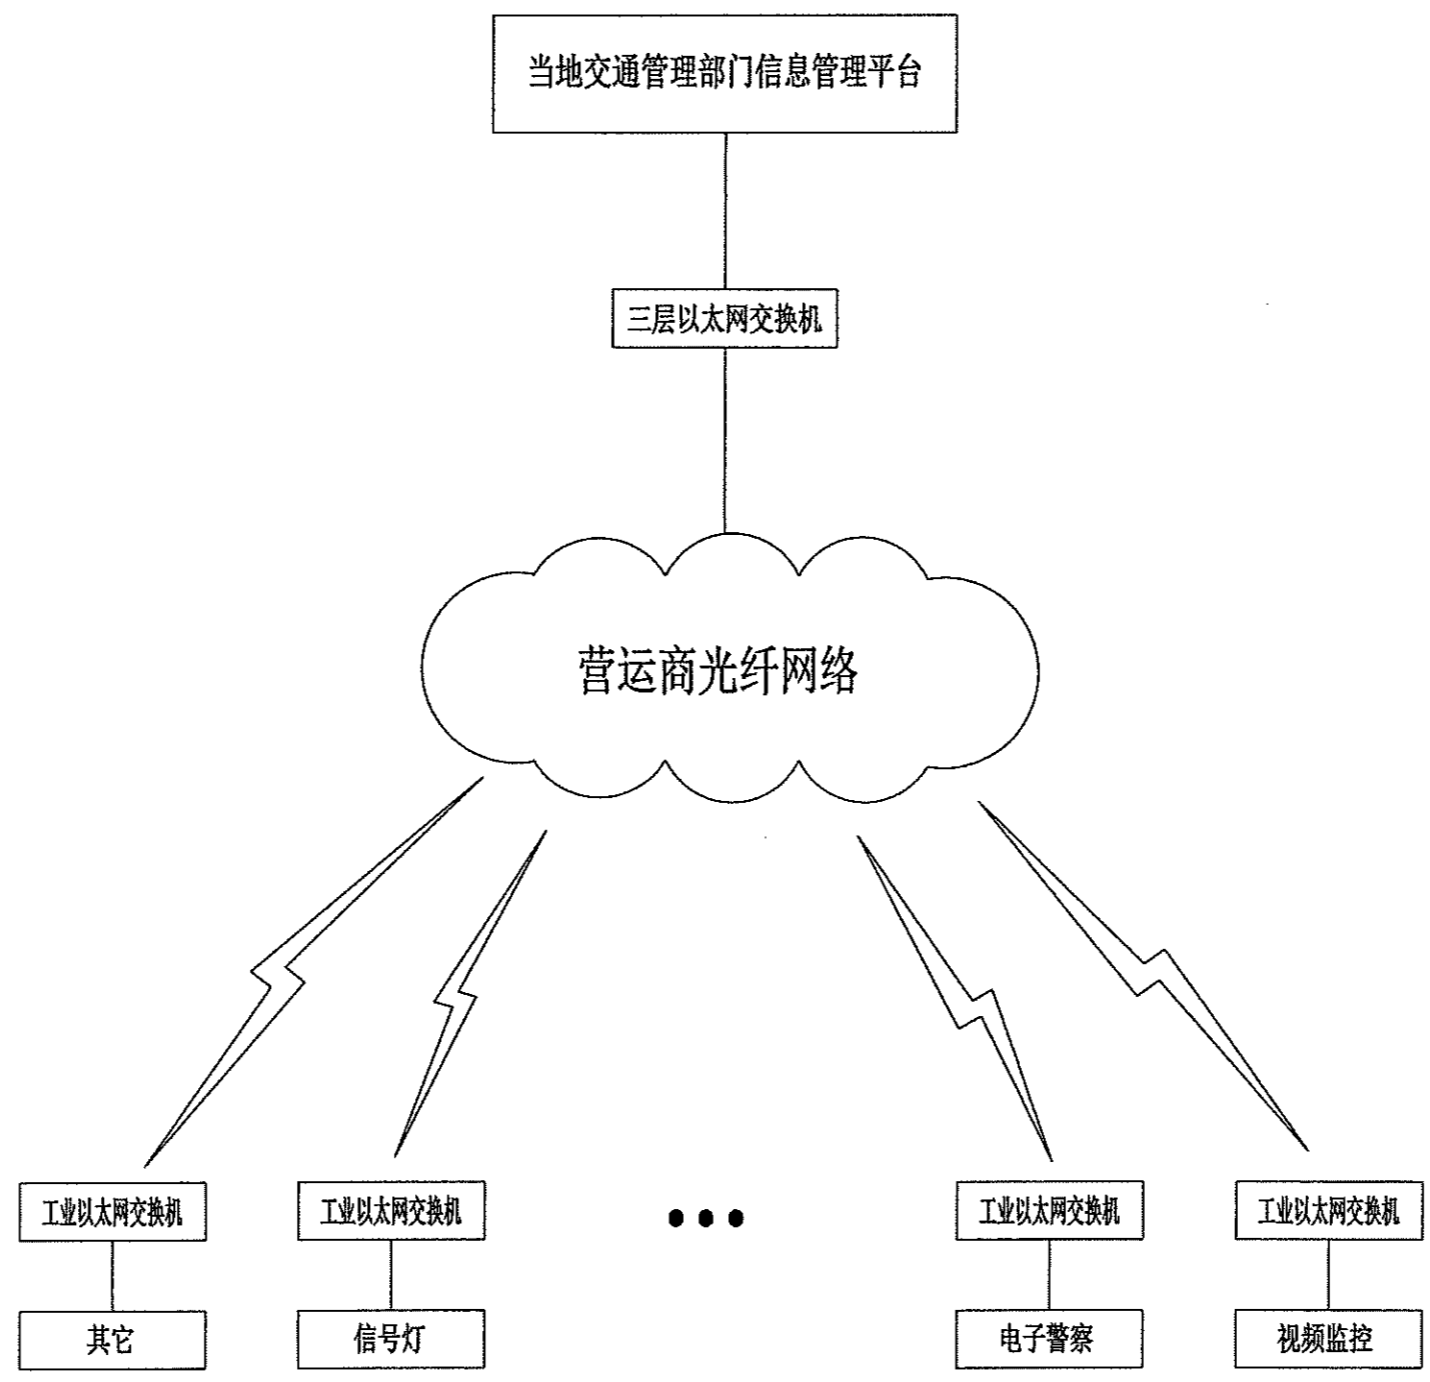 当地交通管理部门信息管理平台
三层以太网交换机
营运商光纤网络
工业以太网交换机
工业以太网交换机
工业以太网交换机
工业以太网交换机
其它
信号灯
电子警察
视频监控